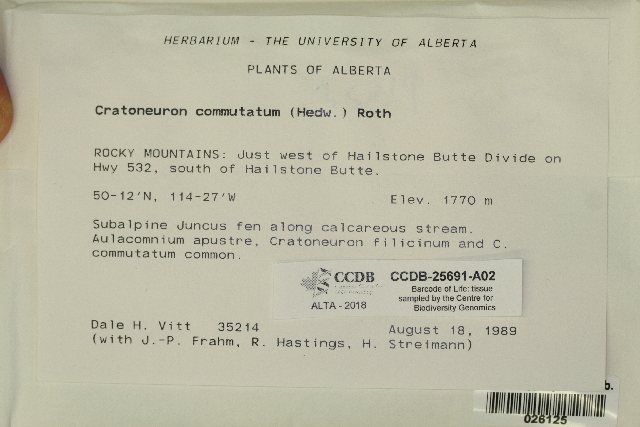 HERBARIUM - THE UNIVERSITY OF ALBERTA
PLANTS OF ALBERTA
Cratoneuron commutatum (Hedw.) Roth
ROCKY MOUNTAINS: Just west of Hailstone Butte Divide on
Hwy 532, south of Hailstone Butte.
50-12'N, 114-27'W Elev. 1770 m
Subalpine Juncus fen along calcareous stream.
Aulacomnium apustre, Cratoneuron filicinum and C.
commutatum common.
CCDB
ALTA - 2018
CCDB-25691-A02
Barcode of Life: tissue
sampled by the Centre for
Biodiversity Genomics
Dale H. Vitt 35214 August 18, 1989
(with J.-P. Frahm, R. Hastings, H. Streimann)
b.
026125